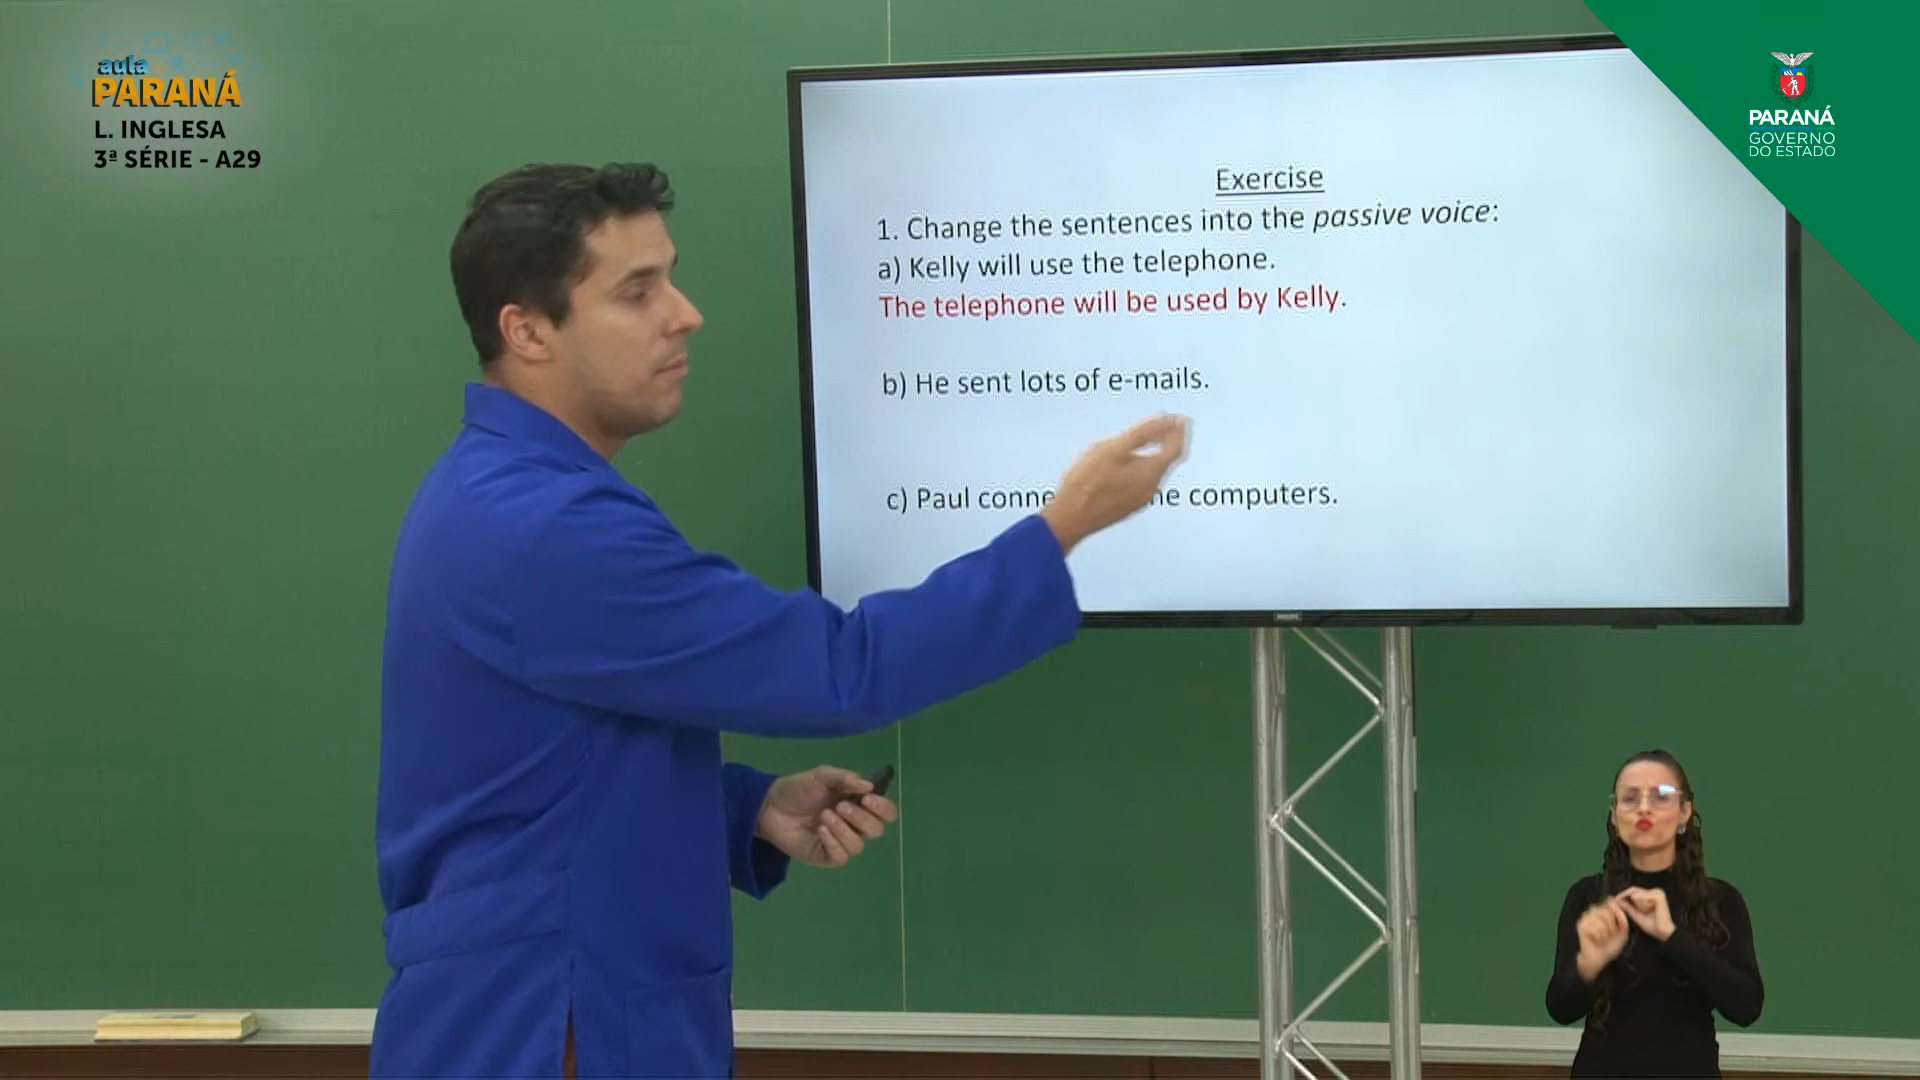 aula
PARANÁ
L. INGLESA
3ª SÉRIE - A29
PARANÁ
GOVERNO
DO ESTADO
Exercise
1. Change the sentences into the passive voice:
a) Kelly will use the telephone.
The telephone will be used by Kelly.
b) He sent lots of e-mails.
c) Paul computers.